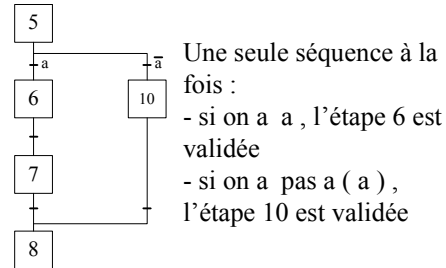 5
a
a̅
6
10
7
8
Une seule séquence à la
fois :
- si on a a , l'étape 6 est
validée
- si on a pas a ( a ) ,
l'étape 10 est validée